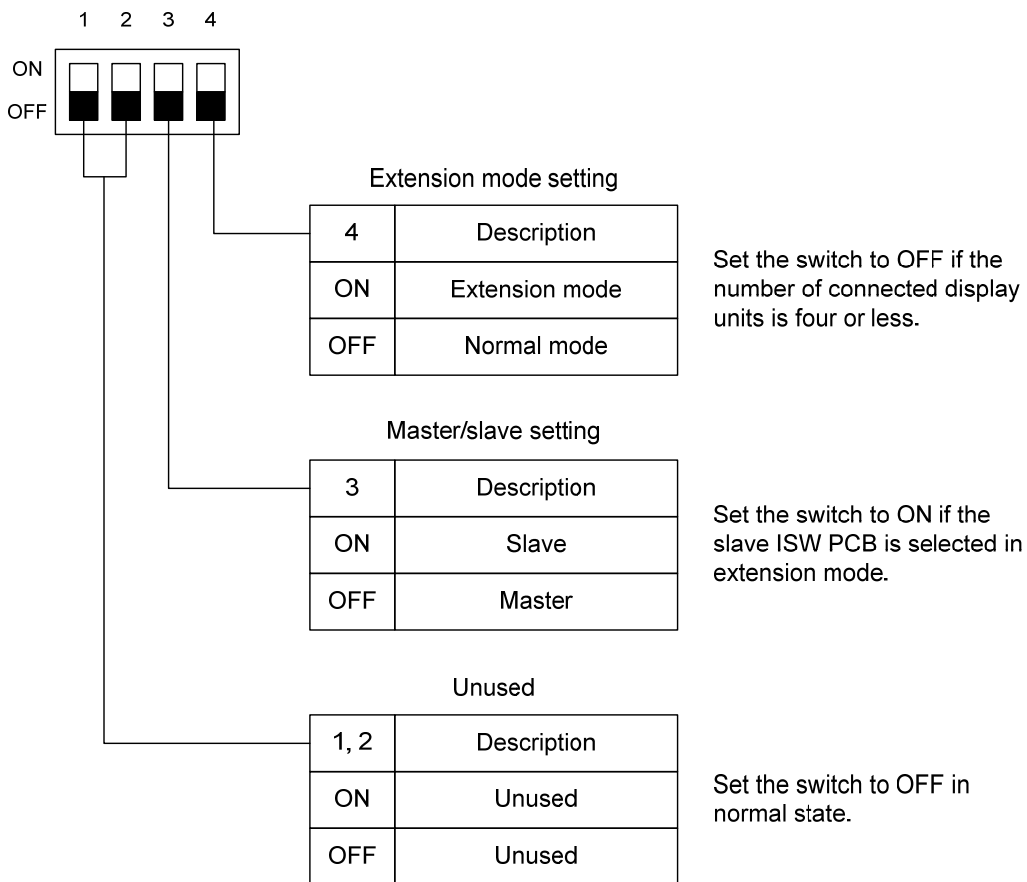 1 2 3 4
ON
OFF
Extension mode setting
4 Description
ON Extension mode
OFF Normal mode
Set the switch to OFF if the
number of connected display
units is four or less.
Master/slave setting
3 Description
ON Slave
OFF Master
Set the switch to ON if the
slave ISW PCB is selected in
extension mode.
Unused
1, 2 Description
ON Unused
OFF Unused
Set the switch to OFF in
normal state.